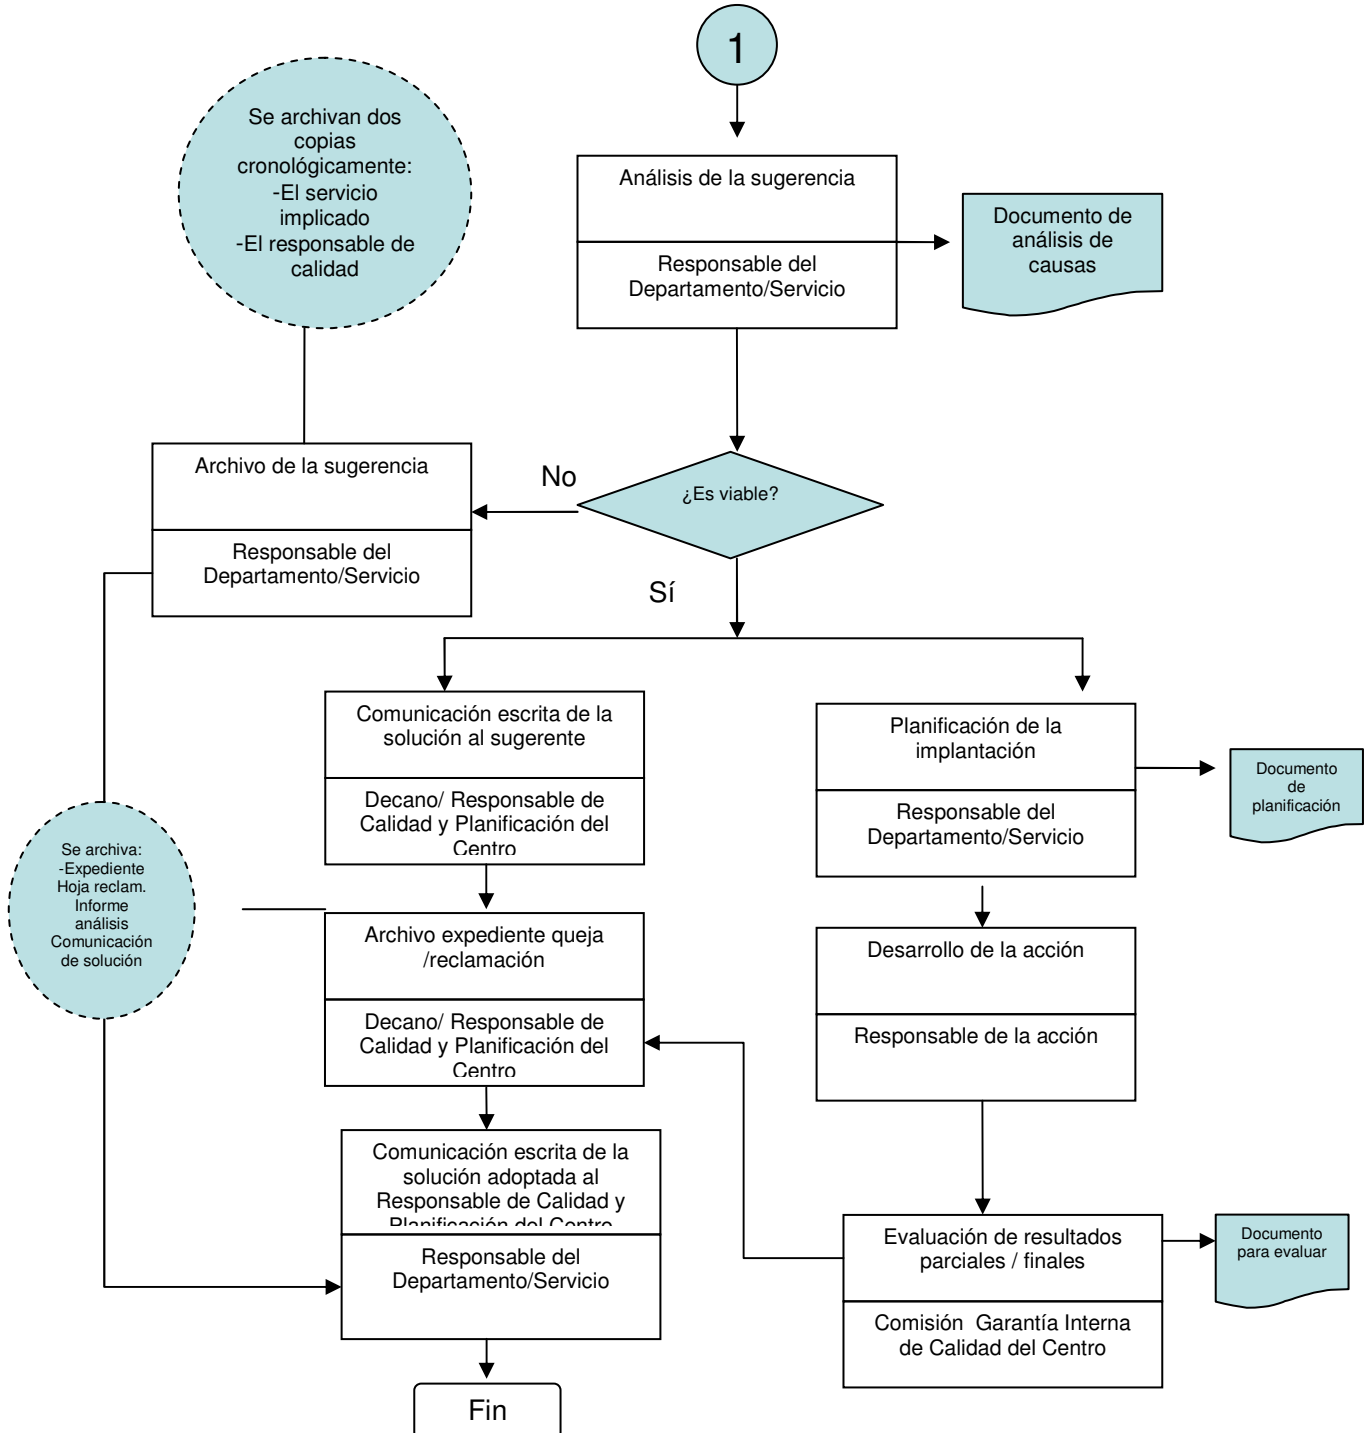 1
Se archivan dos
copias
cronológicamente:
-El servicio
implicado
-El responsable de
calidad
Análisis de la sugerencia
Responsable del
Departamento/Servicio
Documento de
análisis de
causas
Archivo de la sugerencia
Responsable del
Departamento/Servicio
No
¿Es viable?
Sí
Comunicación escrita de la
solución al sugerente
Decano/ Responsable de
Calidad y Planificación del
Centro
Planificación de la
implantación
Responsable del
Departamento/Servicio
Documento
de
planificación
Se archiva:
-Expediente
Hoja reclam.
Informe
análisis
Comunicación
de solución
Archivo expediente queja
/reclamación
Decano/ Responsable de
Calidad y Planificación del
Centro
Desarrollo de la acción
Responsable de la acción
Comunicación escrita de la
solución adoptada al
Responsable de Calidad y
Planificación del Centro
Responsable del
Departamento/Servicio
Evaluación de resultados
parciales / finales
Comisión  Garantía Interna
de Calidad del Centro
Documento
para evaluar
Fin